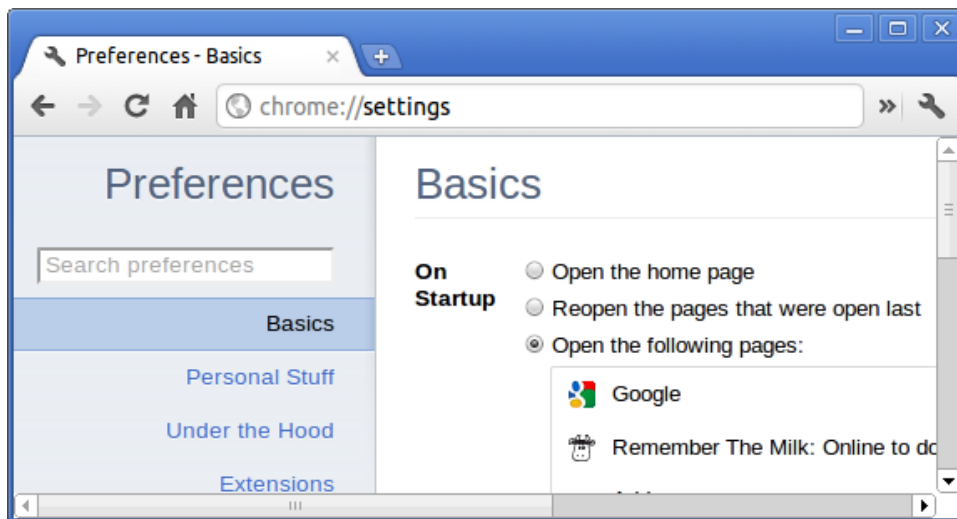 Preferences - Basics
chrome://settings
Preferences
Search preferences
Basics
Personal Stuff
Under the Hood
Extensions
Basics
On
Startup
Open the home page
Reopen the pages that were open last
Open the following pages:
Google
Remember The Milk: Online to do